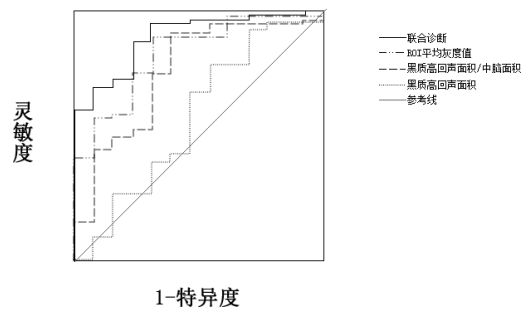 联合诊断
ROI平均灰度值
黑质高回声面积/中脑面积
黑质高回声面积
参考线
灵敏度
1-特异度